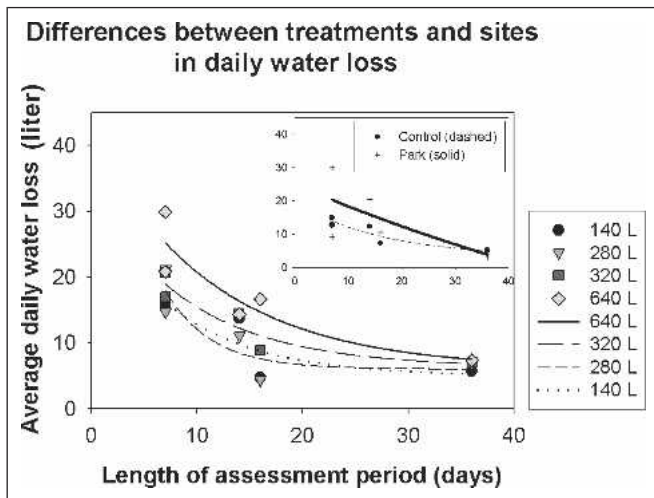 Differences between treatments and sites
in daily water loss
Average daily water loss (liter)
40
30
20
10
0
0 10 20 30 40
Length of assessment period (days)
40
30
20
10
0
0 10 20 30 40
Control (dashed)
Park (solid)
140 L
280 L
320 L
640 L
640 L
320 L
280 L
140 L